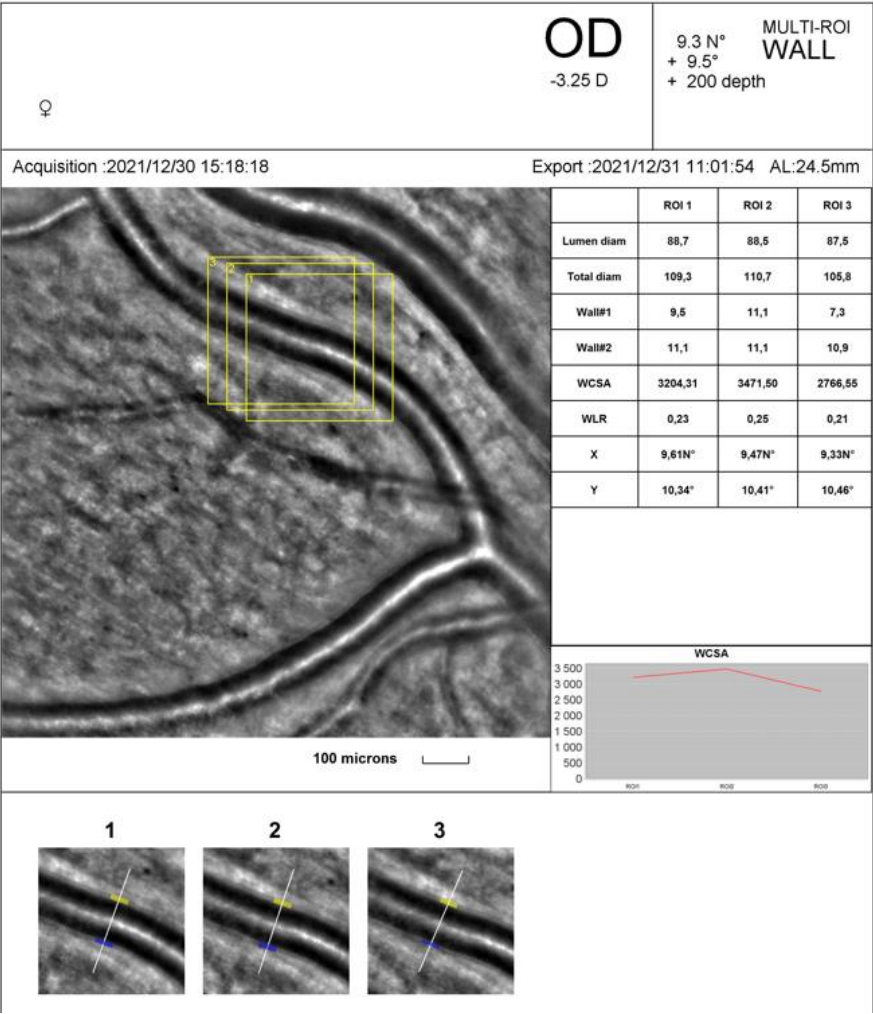 OD
-3.25 D
9.3 N°
+ 9.5°
+ 200 depth
MULTI-ROI
WALL
♀
Acquisition :2021/12/30 15:18:18
Export :2021/12/31 11:01:54 AL:24.5mm
ROI 1 ROI 2 ROI 3
Lumen diam 88,7 88,5 87,5
Total diam 109,3 110,7 105,8
Wall#1 9,5 11,1 7,3
Wall#2 11,1 11,1 10,9
WCSA 3204,31 3471,50 2766,55
WLR 0,23 0,25 0,21
X 9,61N° 9,47N° 9,33N°
Y 10,34° 10,41° 10,46°
3 2 1
WCSA
3 500
3 000
2 500
2 000
1 500
1 000
500
0
ROI1 ROI2 ROI3
100 microns
1 2 3